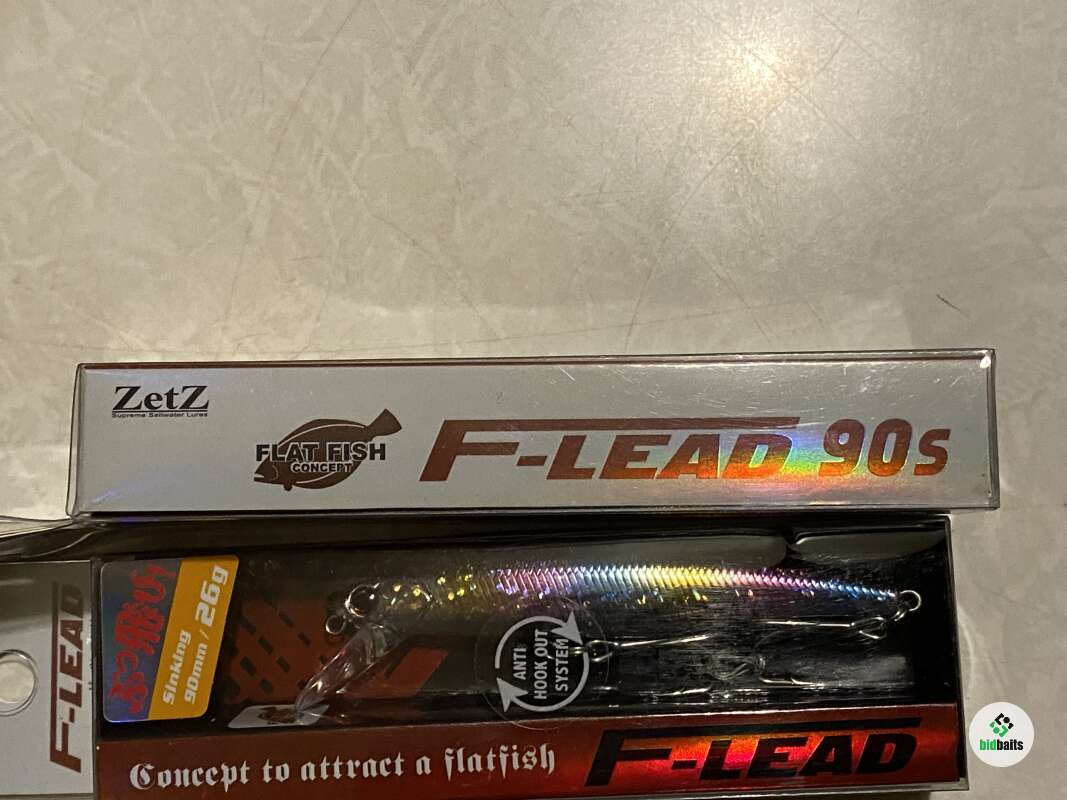 ZetZ
Supreme Saltwater Lures
FLAT FISH
CONCEPT
F-LEAD 90s
Sinking
90mm / 26g
ANTI
HOOK OUT
SYSTEM
F-LEAD
Concept to attract a flatfish
F-LEAD
bidbaits